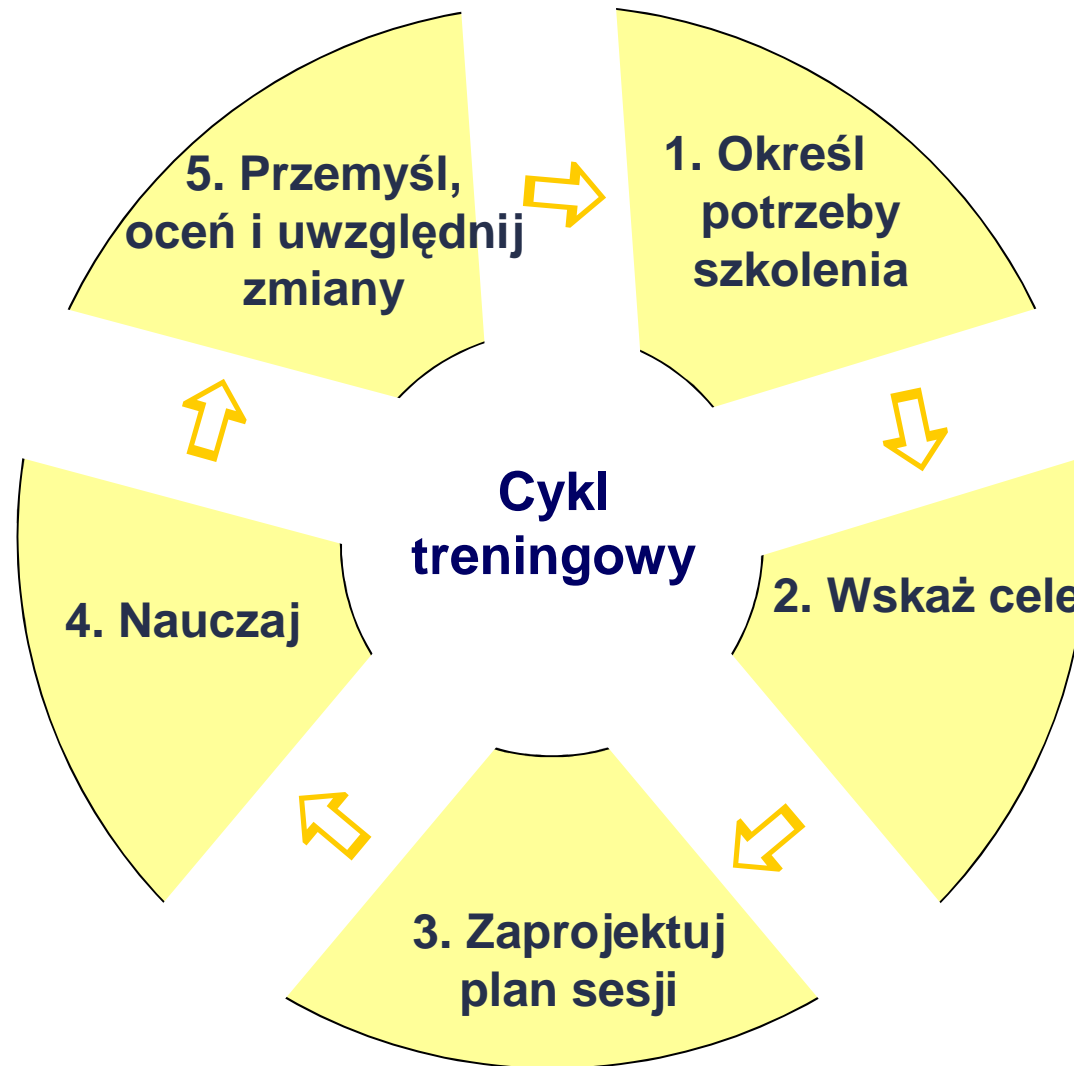 Cykl
treningowy
1. Określ
potrzeby
szkolenia
2. Wskaż cele
3. Zaprojektuj
plan sesji
4. Nauczaj
5. Przemyśl,
oceń i uwzględnij
zmiany